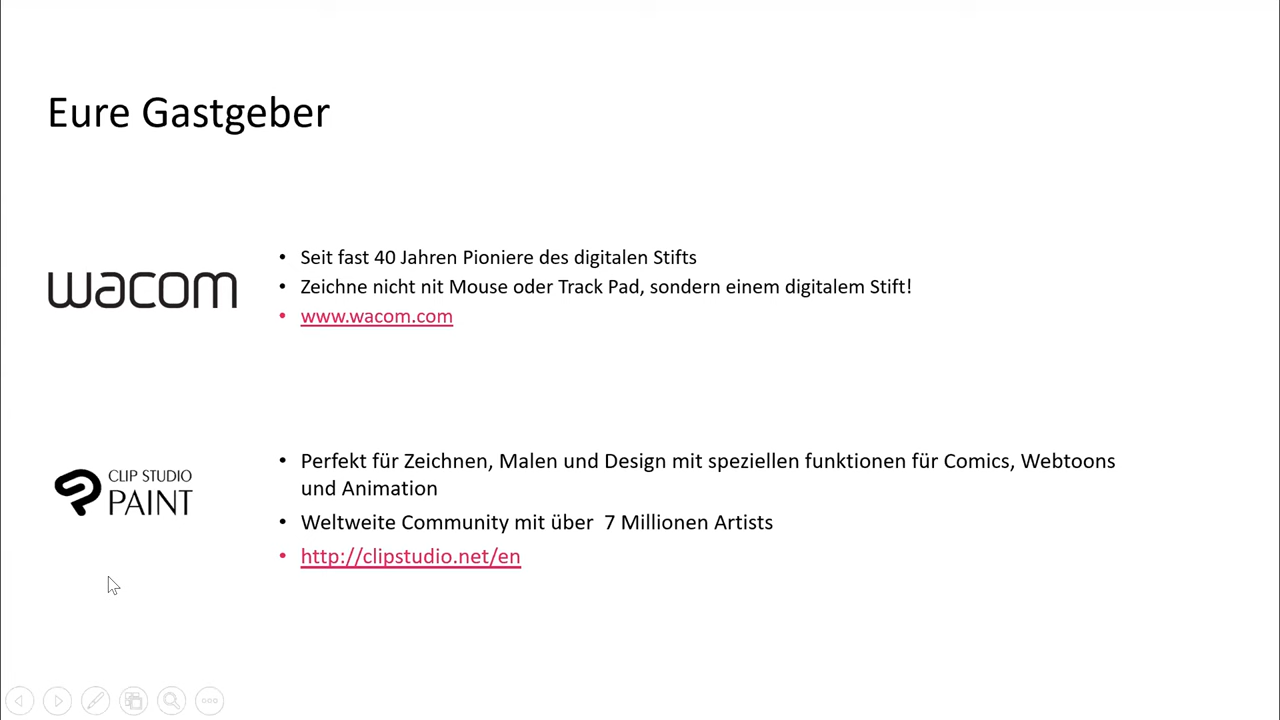 Eure Gastgeber
wacom
• Seit fast 40 Jahren Pioniere des digitalen Stifts
• Zeichne nicht nit Mouse oder Track Pad, sondern einem digitalem Stift!
• www.wacom.com
CLIP STUDIO
PAINT
• Perfekt für Zeichnen, Malen und Design mit speziellen funktionen für Comics, Webtoons
und Animation
• Weltweite Community mit über  7 Millionen Artists
• http://clipstudio.net/en